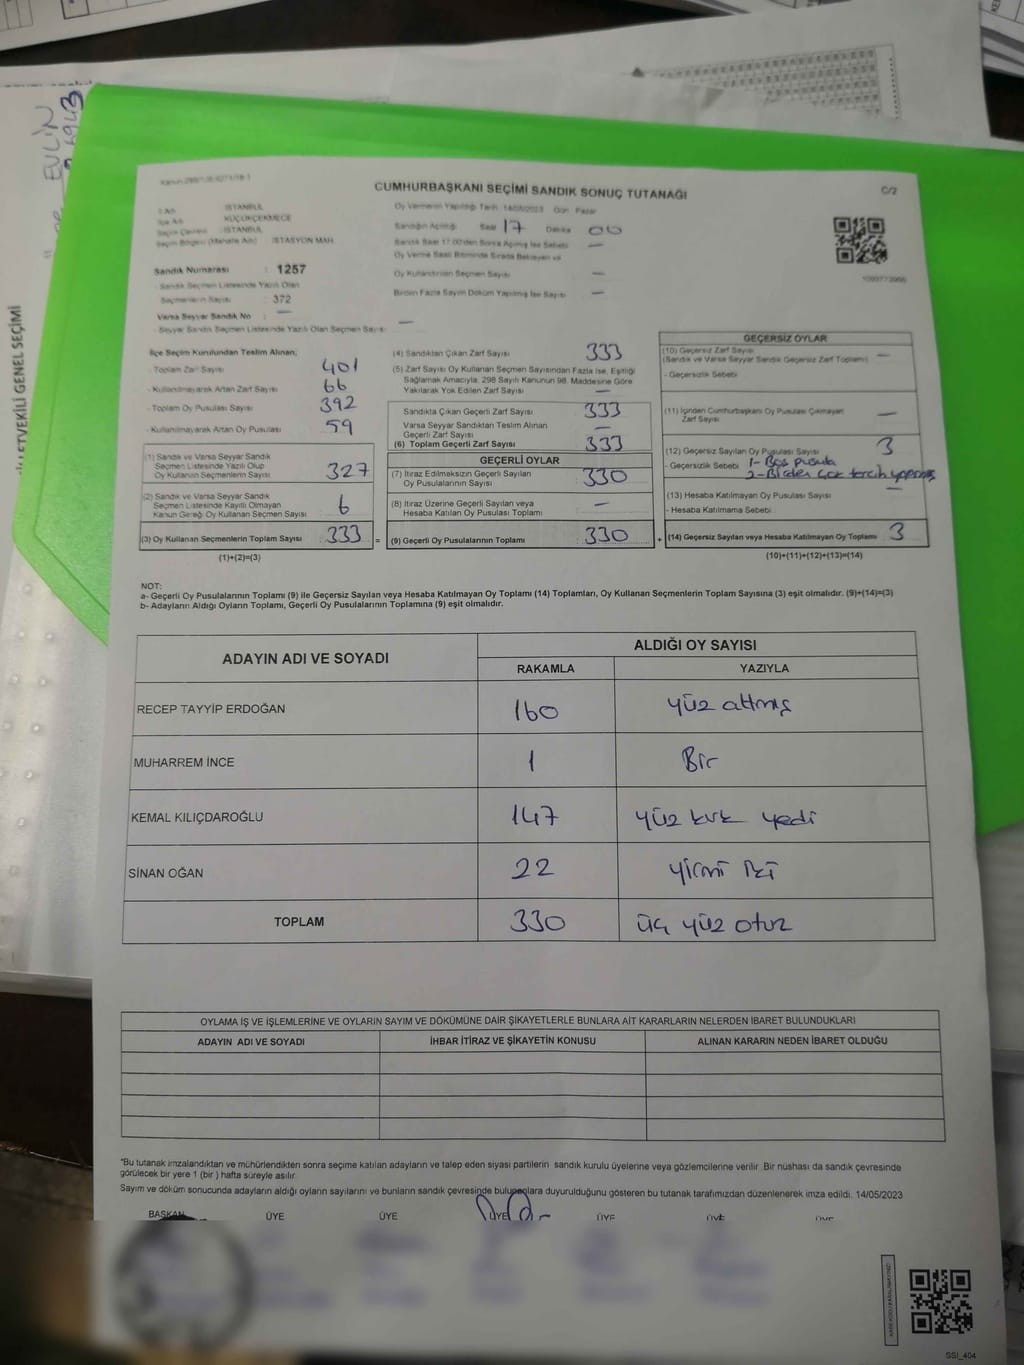 EVLİN
CUMHURBAŞKANI SEÇİMİ SANDIK SONUÇ TUTANAĞI
C/2
İSTANBUL
KÜÇÜKÇEKMECE
İSTANBUL
Seçim Bölgesi (Mahalle Adı) : İSTASYON MAH.
Oy Vermenin Yapıldığı Tarih: 14/05/2023 Gün: Pazar
Sandığın Açıldığı Saat 17 Dakika 00
Sandık Saat 17:00'den Sonra Açılmış İse Sebebi —
Oy Verme Saati Bitiminde Sırada Bekleyen ve
Oy Kullandırılan Seçmen Sayısı —
Birden Fazla Sayım Döküm Yapılmış İse Sayısı —
Sandık Numarası : 1257
- Sandık Seçmen Listesinde Yazılı Olan
Seçmenlerin Sayısı : 372
Varsa Seyyar Sandık No : —
- Seyyar Sandık Seçmen Listesinde Yazılı Olan Seçmen Sayısı —
İlçe Seçim Kurulundan Teslim Alınan;
- Toplam Zarf Sayısı 401
- Kullanılmayarak Artan Zarf Sayısı 66
- Toplam Oy Pusulası Sayısı 392
- Kullanılmayarak Artan Oy Pusulası 59
(1) Sandık ve Varsa Seyyar Sandık
Seçmen Listesinde Yazılı Olup
Oy Kullanan Seçmenlerin Sayısı 327
(2) Sandık ve Varsa Seyyar Sandık
Seçmen Listesinde Kayıtlı Olmayan
Kanun Gereği Oy Kullanan Seçmen Sayısı 6
(3) Oy Kullanan Seçmenlerin Toplam Sayısı : 333 =
(1)+(2)=(3)
(4) Sandıktan Çıkan Zarf Sayısı 333
(5) Zarf Sayısı Oy Kullanan Seçmen Sayısından Fazla İse, Eşitliği
Sağlamak Amacıyla, 298 Sayılı Kanunun 98. Maddesine Göre
Yakılarak Yok Edilen Zarf Sayısı —
Sandıkta Çıkan Geçerli Zarf Sayısı 333
Varsa Seyyar Sandıktan Teslim Alınan
Geçerli Zarf Sayısı —
(6) Toplam Geçerli Zarf Sayısı 333
GEÇERLİ OYLAR
(7) İtiraz Edilmeksizin Geçerli Sayılan
Oy Pusulalarının Sayısı : 330
(8) İtiraz Üzerine Geçerli Sayılan veya
Hesaba Katılan Oy Pusulası Toplamı : —
(9) Geçerli Oy Pusulalarının Toplamı : 330 +
GEÇERSİZ OYLAR
(10) Geçersiz Zarf Sayısı —
(Sandık ve Varsa Seyyar Sandık Geçersiz Zarf Toplamı)
- Geçersizlik Sebebi
(11) İçinden Cumhurbaşkanı Oy Pusulası Çıkmayan
Zarf Sayısı —
(12) Geçersiz Sayılan Oy Pusulası Sayısı 3
- Geçersizlik Sebebi 1- Boş pusula
2- Birden çok tercih yapılmış
(13) Hesaba Katılmayan Oy Pusulası Sayısı —
- Hesaba Katılmama Sebebi
(14) Geçersiz Sayılan veya Hesaba Katılmayan Oy Toplamı 3
(10)+(11)+(12)+(13)=(14)
NOT:
a- Geçerli Oy Pusulalarının Toplamı (9) ile Geçersiz Sayılan veya Hesaba Katılmayan Oy Toplamı (14) Toplamları, Oy Kullanan Seçmenlerin Toplam Sayısına (3) eşit olmalıdır. (9)+(14)=(3)
b- Adayların Aldığı Oyların Toplamı, Geçerli Oy Pusulalarının Toplamına (9) eşit olmalıdır.
ADAYIN ADI VE SOYADI ALDIĞI OY SAYISI
RAKAMLA YAZIYLA
RECEP TAYYİP ERDOĞAN 160 yüz altmış
MUHARREM İNCE 1 Bir
KEMAL KILIÇDAROĞLU 147 yüz kırk yedi
SİNAN OĞAN 22 yirmi iki
TOPLAM 330 üç yüz otuz
OYLAMA İŞ VE İŞLEMLERİNE VE OYLARIN SAYIM VE DÖKÜMÜNE DAİR ŞİKAYETLERLE BUNLARA AİT KARARLARIN NELERDEN İBARET BULUNDUKLARI
ADAYIN ADI VE SOYADI İHBAR İTİRAZ VE ŞİKAYETİN KONUSU ALINAN KARARIN NEDEN İBARET OLDUĞU
*Bu tutanak imzalandıktan ve mühürlendikten sonra seçime katılan adayların ve talep eden siyasi partilerin sandık kurulu üyelerine veya gözlemcilerine verilir. Bir nüshası da sandık çevresinde
görülecek bir yere 1 (bir ) hafta süreyle asılır.
Sayım ve döküm sonucunda adayların aldığı oyların sayılarını ve bunların sandık çevresinde bulunanlara duyurulduğunu gösteren bu tutanak tarafımızdan düzenlenerek imza edildi. 14/05/2023
BAŞKAN ÜYE ÜYE ÜYE ÜYE ÜYE ÜYE
SSI_404